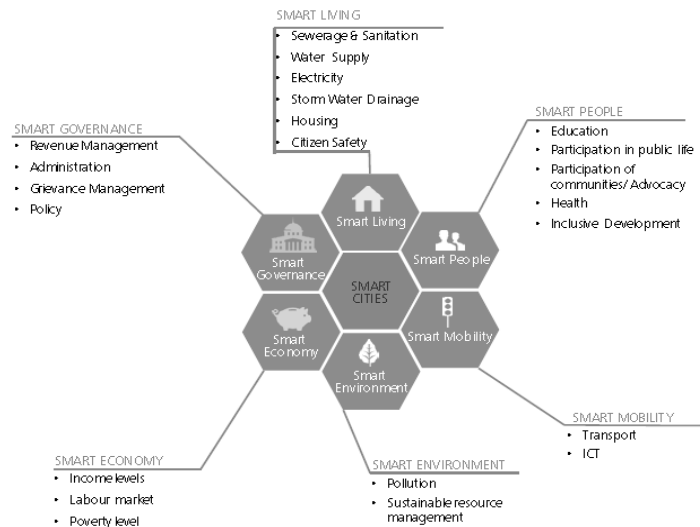 SMART LIVING
• Sewerage & Sanitation
• Water Supply
• Electricity
• Storm Water Drainage
• Housing
• Citizen Safety
SMART GOVERNANCE
• Revenue Management
• Administration
• Grievance Management
• Policy
SMART PEOPLE
• Education
• Participation in public life
• Participation of
communities/ Advocacy
• Health
• Inclusive Development
Smart Living
Smart
Governance
Smart People
SMART
CITIES
Smart
Economy
Smart Mobility
Smart
Environment
SMART MOBILITY
• Transport
• ICT
SMART ECONOMY
• Income levels
• Labour market
• Poverty level
SMART ENVIRONMENT
• Pollution
• Sustainable resource
management